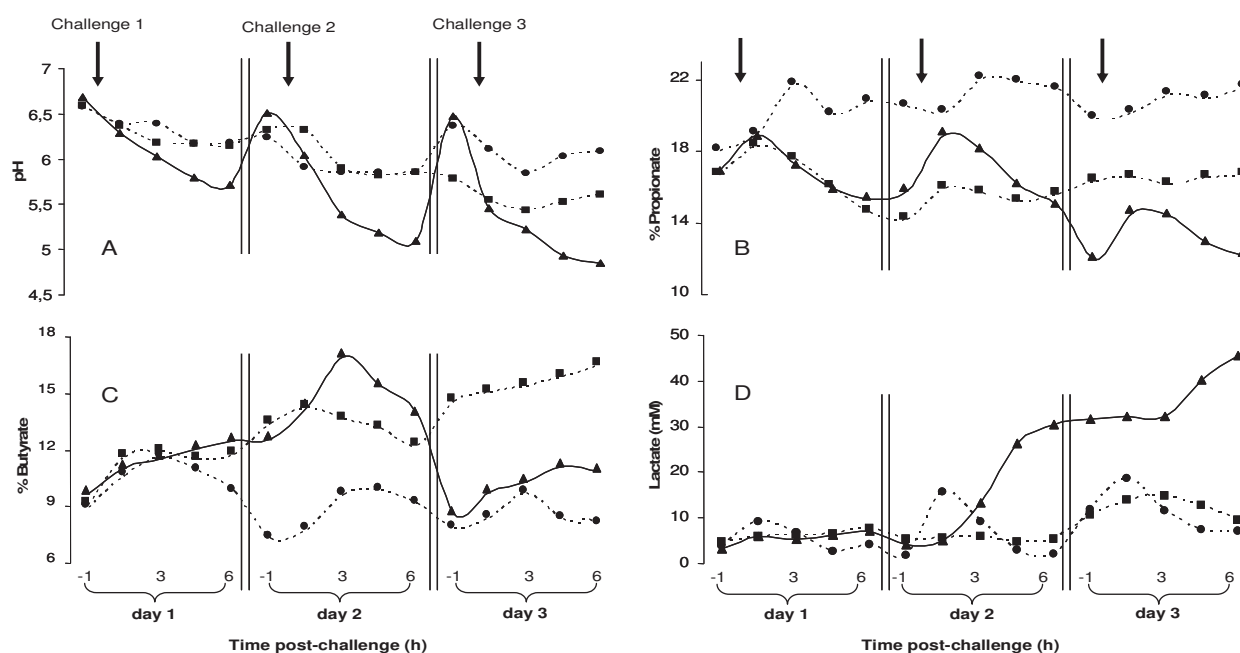 Challenge 1
Challenge 2
Challenge 3
7
6,5
6
5,5
5
4,5
pH
A
22
18
14
10
% Propionate
B
18
15
12
9
6
% Butyrate
C
50
40
30
20
10
0
Lactate (mM)
D
-1 3 6 -1 3 6 -1 3 6
day 1 day 2 day 3
Time post-challenge (h)
-1 3 6 -1 3 6 -1 3 6
day 1 day 2 day 3
Time post-challenge (h)